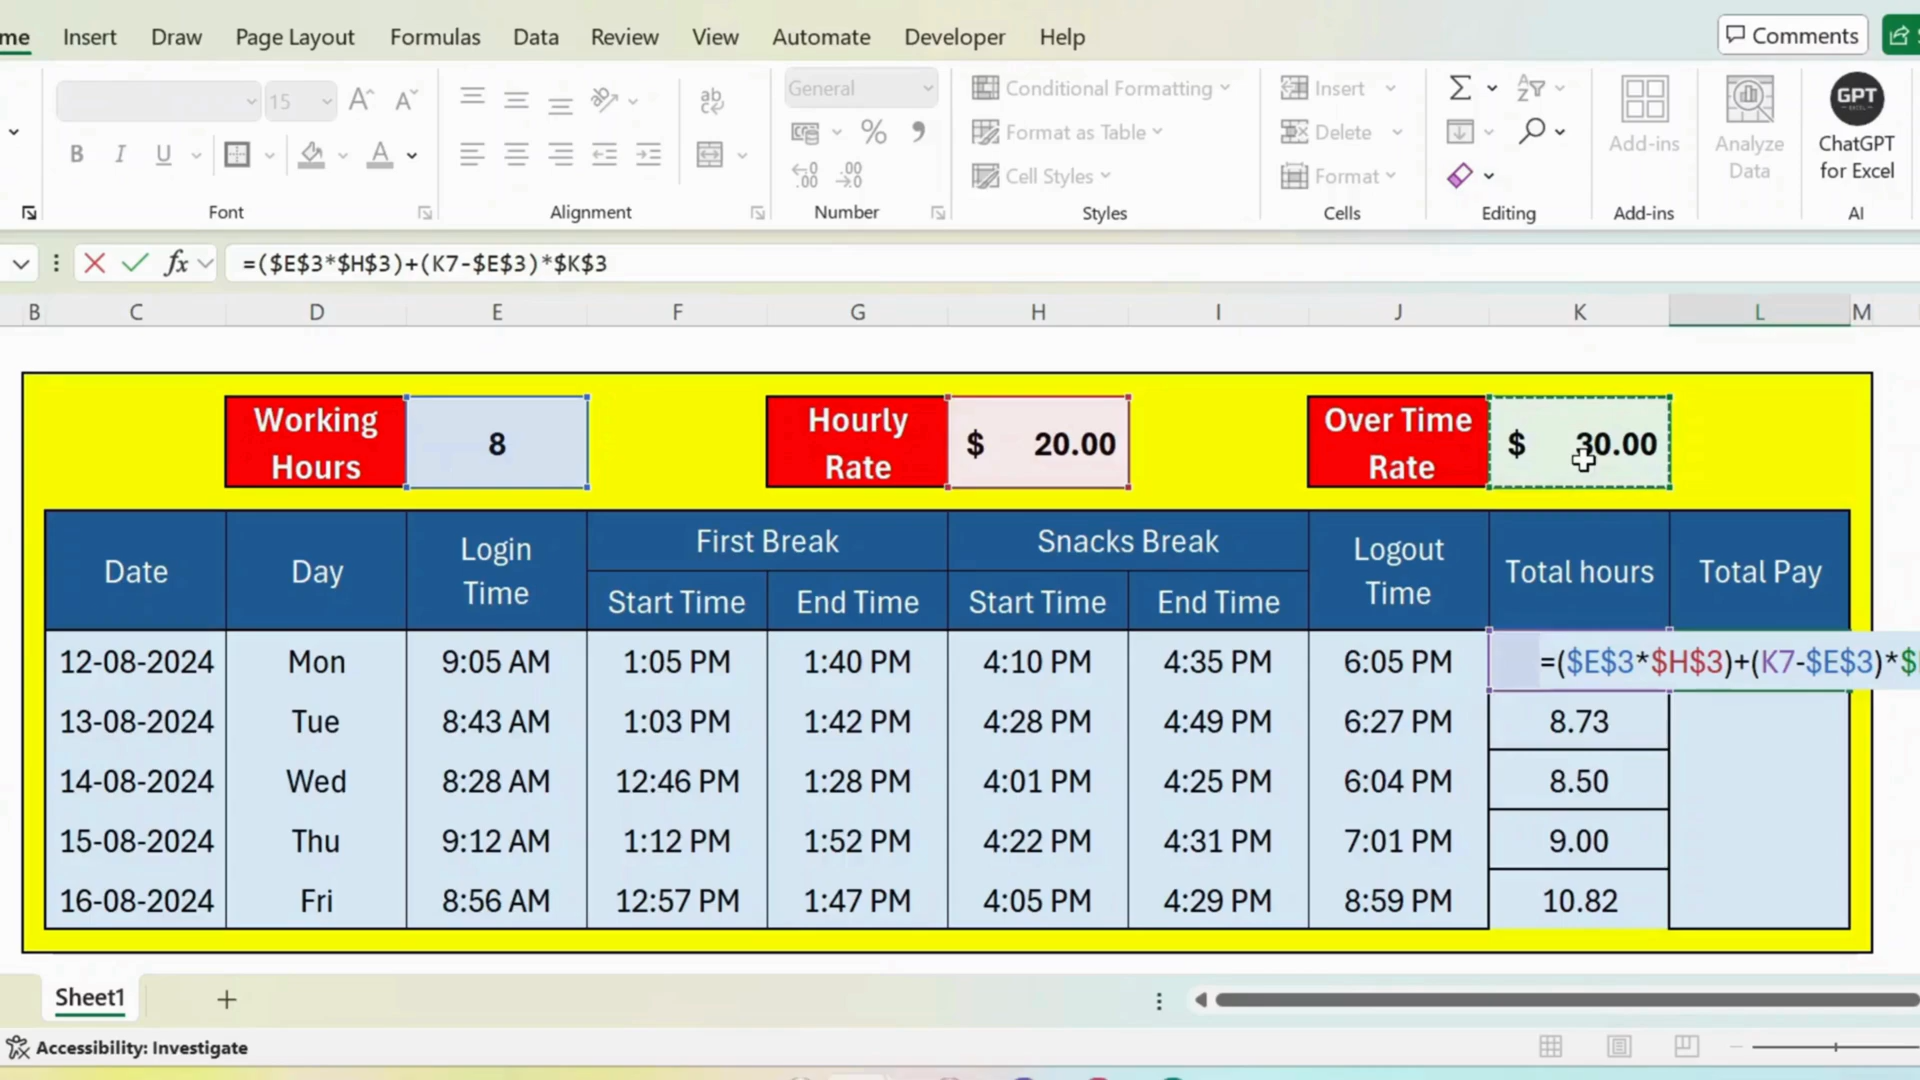 me Insert Draw Page Layout Formulas Data Review View Automate Developer Help Comments
15
General
Conditional Formatting
Insert
GPT
B I U A
ab
%
Format as Table
Delete
Add-ins
Analyze
Data
ChatGPT
for Excel
Cell Styles
Format
Font Alignment Number Styles Cells Editing Add-ins AI
fx =($E$3*$H$3)+(K7-$E$3)*$K$3
B C D E F G H I J K L M
Working
Hours
8
Hourly
Rate
$ 20.00
Over Time
Rate
$ 30.00
Date
Day
Login
Time
First Break
Snacks Break
Logout
Time
Total hours
Total Pay
Start Time End Time Start Time End Time
12-08-2024 Mon 9:05 AM 1:05 PM 1:40 PM 4:10 PM 4:35 PM 6:05 PM =($E$3*$H$3)+(K7-$E$3)*$
13-08-2024 Tue 8:43 AM 1:03 PM 1:42 PM 4:28 PM 4:49 PM 6:27 PM 8.73
14-08-2024 Wed 8:28 AM 12:46 PM 1:28 PM 4:01 PM 4:25 PM 6:04 PM 8.50
15-08-2024 Thu 9:12 AM 1:12 PM 1:52 PM 4:22 PM 4:31 PM 7:01 PM 9.00
16-08-2024 Fri 8:56 AM 12:57 PM 1:47 PM 4:05 PM 4:29 PM 8:59 PM 10.82
Sheet1
Accessibility: Investigate